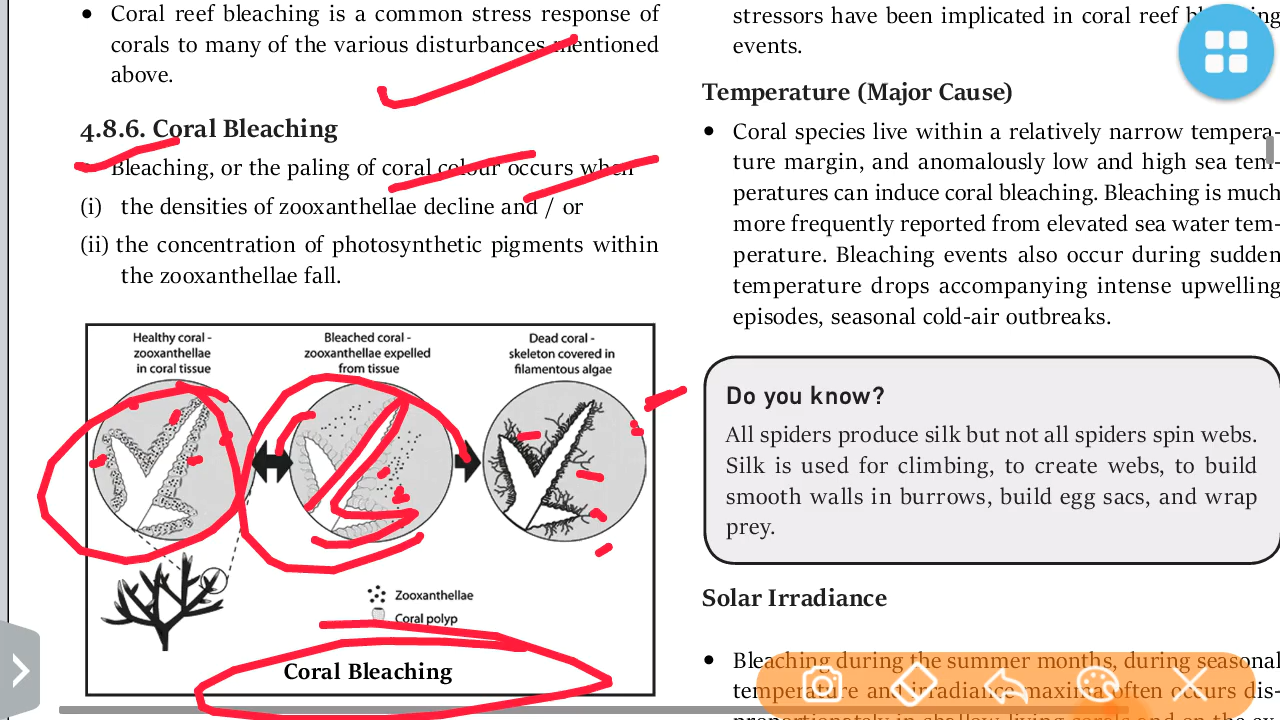 • Coral reef bleaching is a common stress response of
corals to many of the various disturbances mentioned
above.
4.8.6. Coral Bleaching
Bleaching, or the paling of coral colour occurs when
(i) the densities of zooxanthellae decline and / or
(ii) the concentration of photosynthetic pigments within
the zooxanthellae fall.
Healthy coral -
zooxanthellae
in coral tissue
Bleached coral -
zooxanthellae expelled
from tissue
Dead coral -
skeleton covered in
filamentous algae
Zooxanthellae
Coral polyp
Coral Bleaching
stressors have been implicated in coral reef
events.
Temperature (Major Cause)
• Coral species live within a relatively narrow tempera-
ture margin, and anomalously low and high sea tem-
peratures can induce coral bleaching. Bleaching is much
more frequently reported from elevated sea water tem-
perature. Bleaching events also occur during sudden
temperature drops accompanying intense upwelling
episodes, seasonal cold-air outbreaks.
Do you know?
All spiders produce silk but not all spiders spin webs.
Silk is used for climbing, to create webs, to build
smooth walls in burrows, build egg sacs, and wrap
prey.
Solar Irradiance
• Bleaching during the summer months, during seasonal
temperature and irradiance maxima often occurs dis-